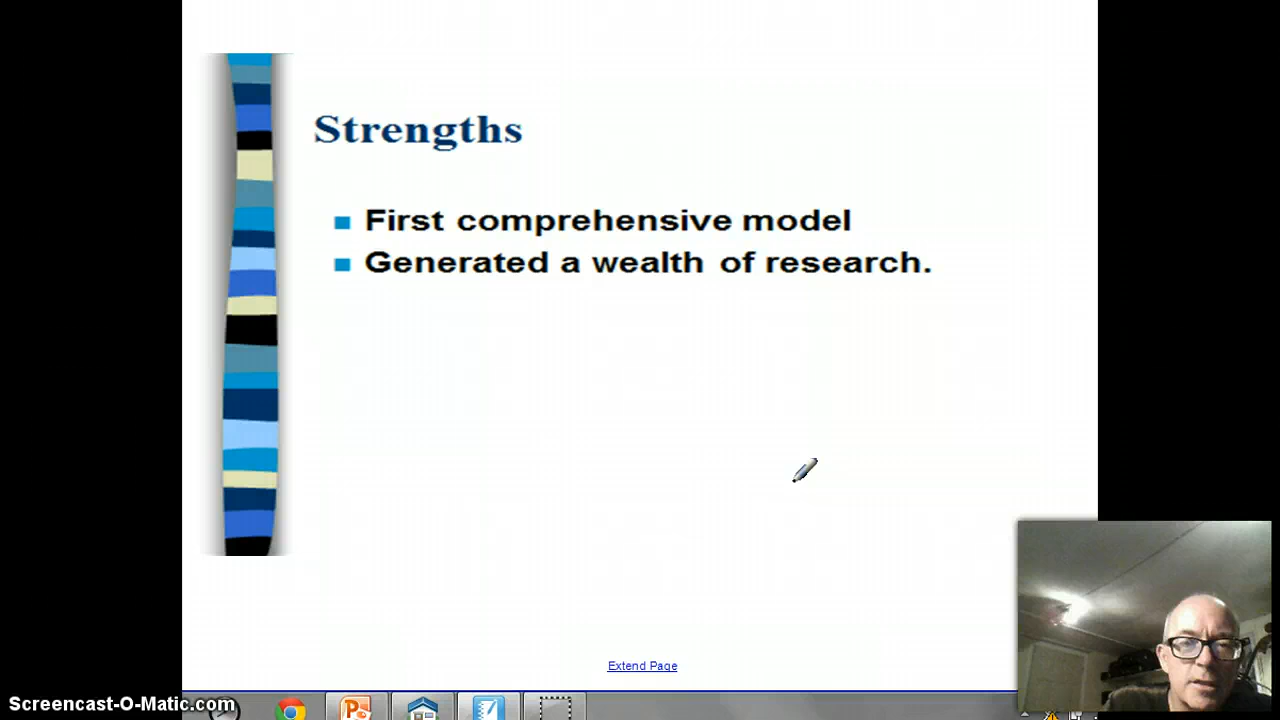 Strengths
First comprehensive model
Generated a wealth of research.
Extend Page
Screencast-O-Matic.com